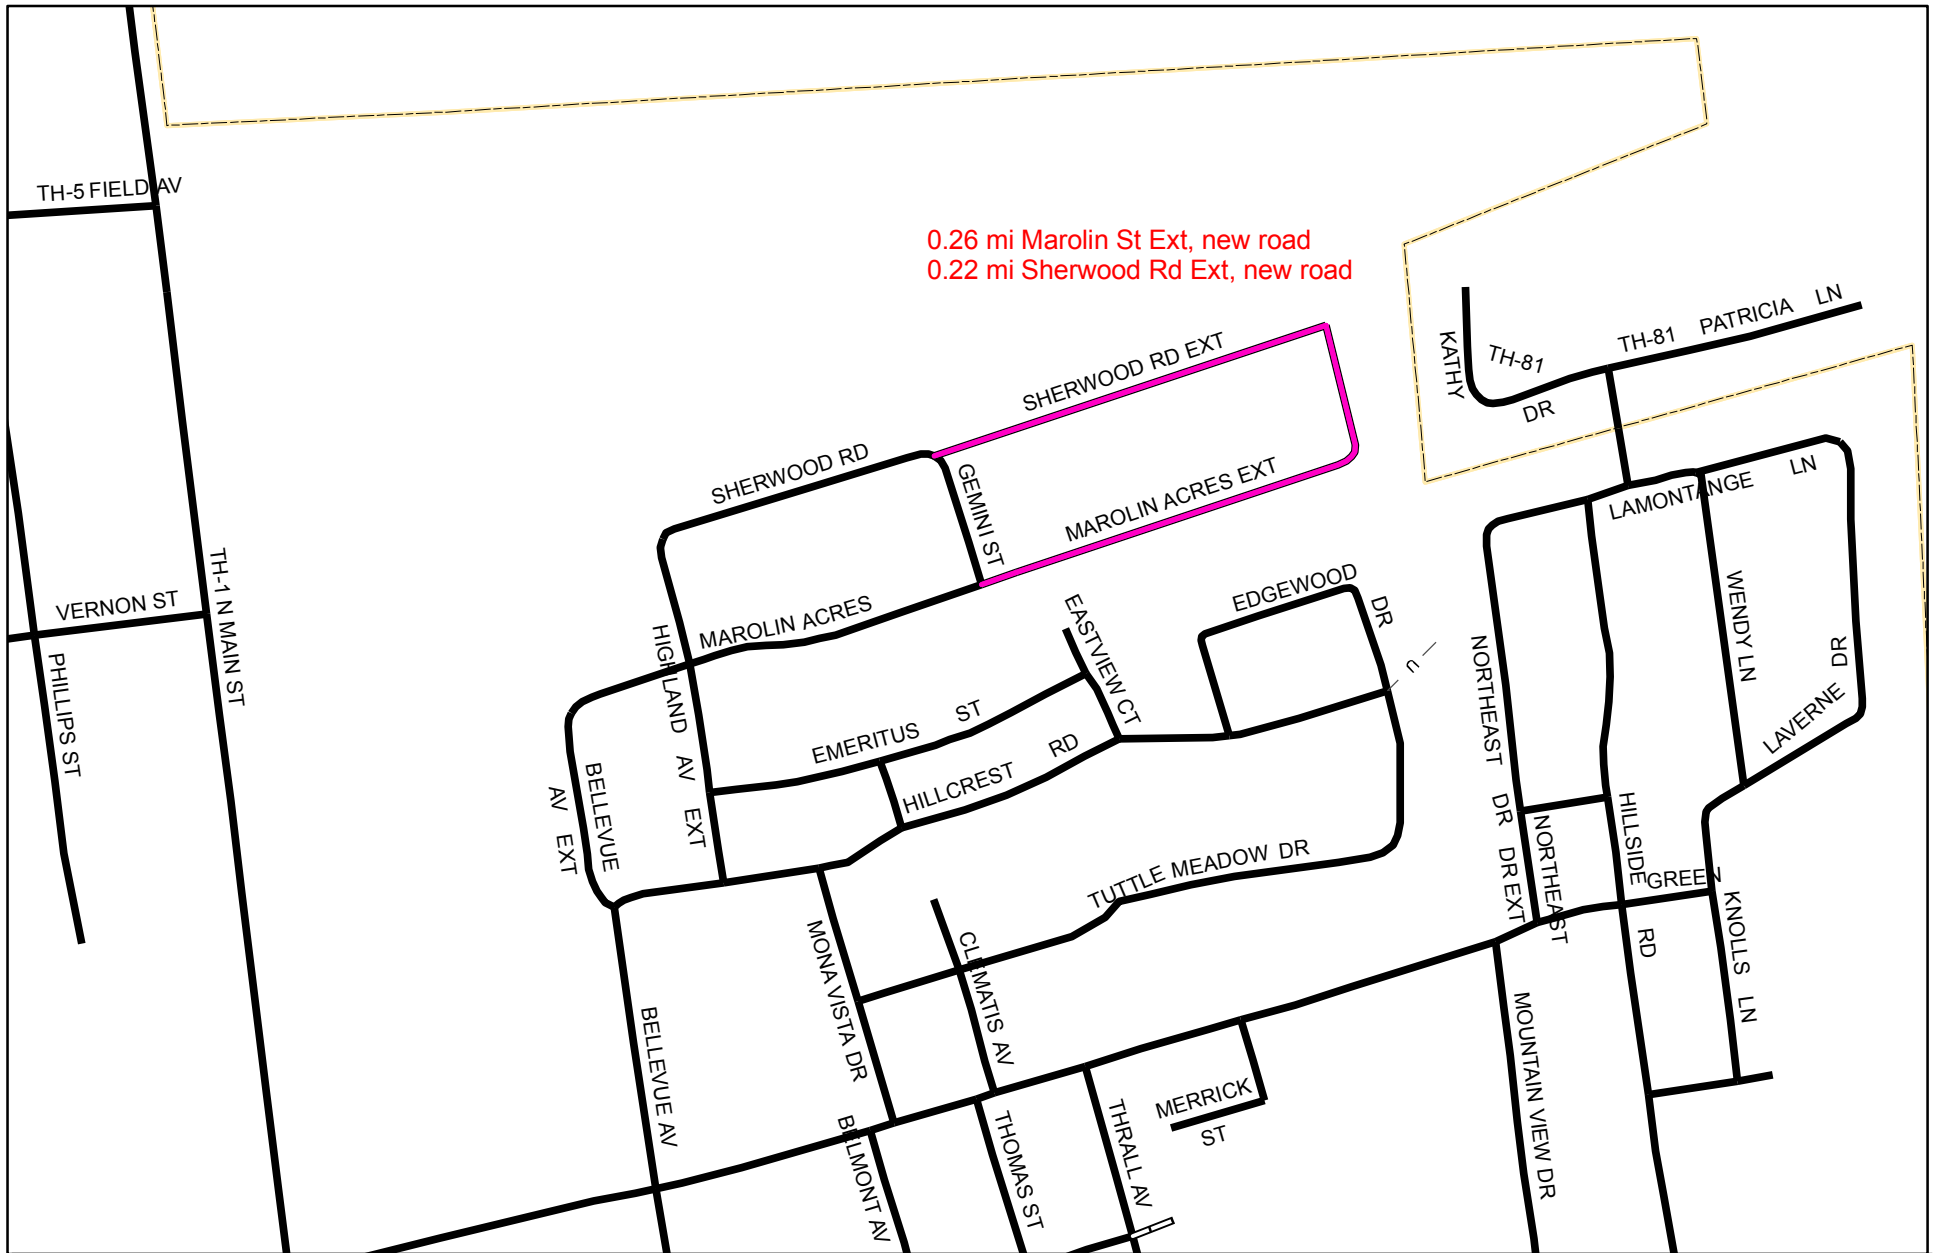 TH-5 FIELD AV
0.26 mi Marolin St Ext, new road
0.22 mi Sherwood Rd Ext, new road
KATHY
TH-81
DR
TH-81 PATRICIA LN
SHERWOOD RD EXT
SHERWOOD RD
GEMINI ST
MAROLIN ACRES EXT
LAMONTANGE LN
VERNON ST
TH-1 N MAIN ST
PHILLIPS ST
MAROLIN ACRES
HIGHLAND AV EXT
EASTVIEW CT
EDGEWOOD DR
NORTHEAST DR
WENDY LN
LAVERNE DR
EMERITUS ST
HILLCREST RD
BELLEVUE
AV EXT
TUTTLE MEADOW DR
NORTHEAST
DR EXT
HILLSIDE
RD
GREEN
KNOLLS LN
MONA VISTA DR
CLEMATIS AV
BELLEVUE AV
MOUNTAIN VIEW DR
BELMONT AV
THOMAS ST
THRALL AV
MERRICK
ST